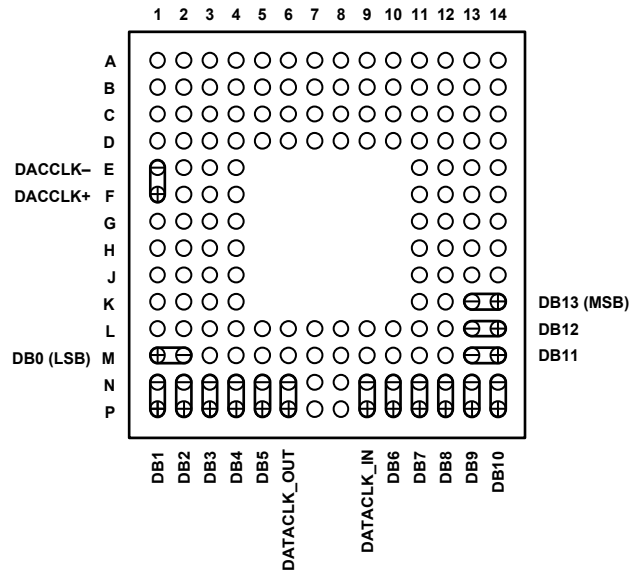 1 2 3 4 5 6 7 8 9 10 11 12 13 14
A
B
C
D
DACCLK– E
DACCLK+ F
G
H
J
K DB13 (MSB)
L DB12
DB0 (LSB) M DB11
N
P
DB1
DB2
DB3
DB4
DB5
DATACLK_OUT
DATACLK_IN
DB6
DB7
DB8
DB9
DB10